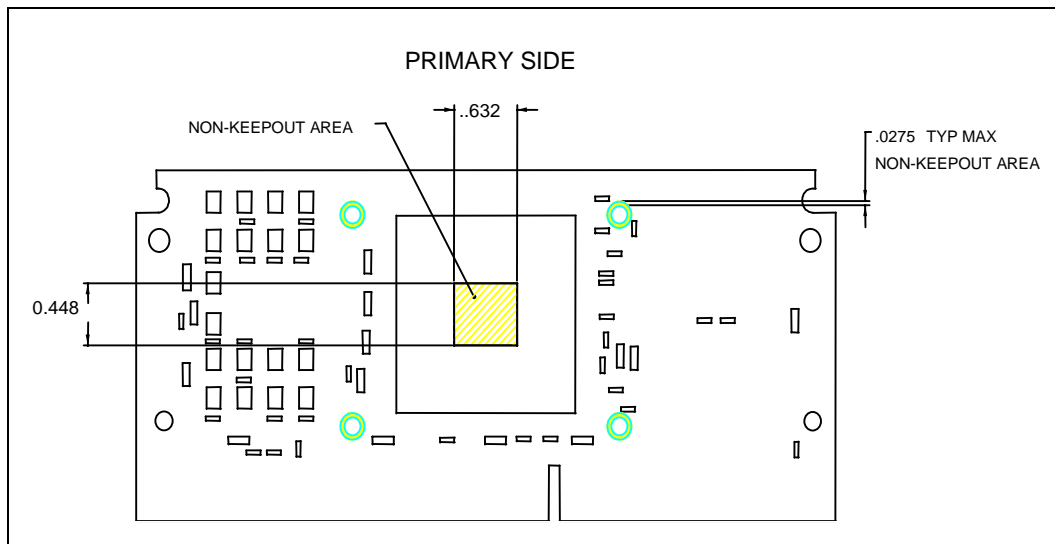 PRIMARY SIDE
..632
NON-KEEPOUT AREA
.0275 TYP MAX
NON-KEEPOUT AREA
0.448